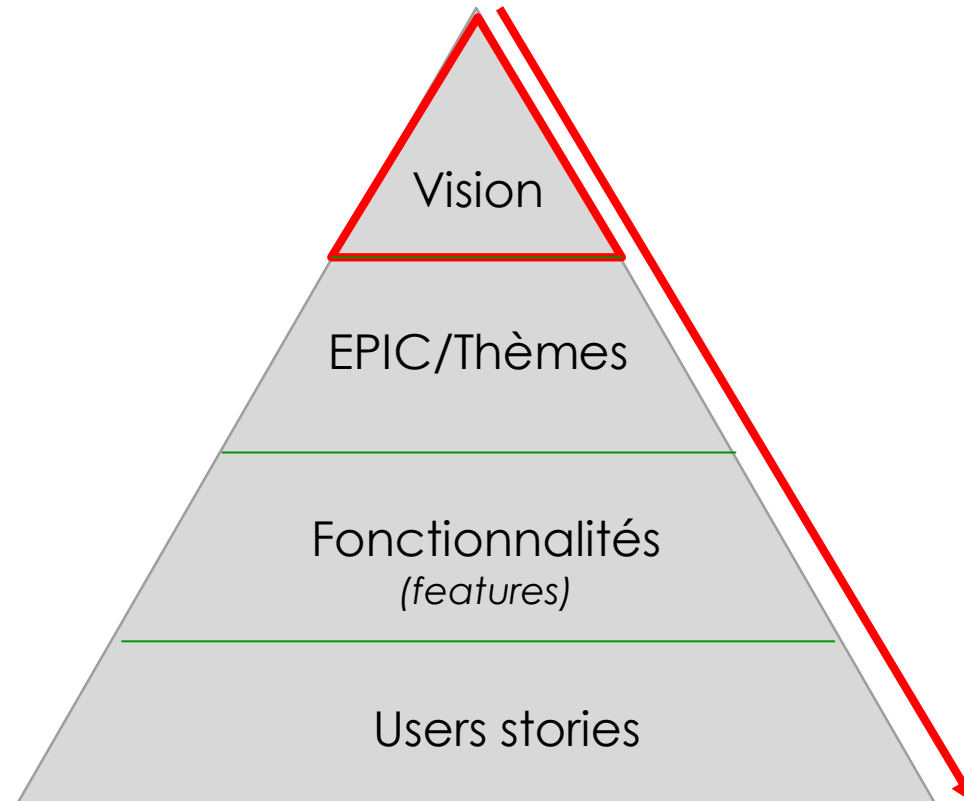 Vision
EPIC/Thèmes
Fonctionnalités
(features)
Users stories